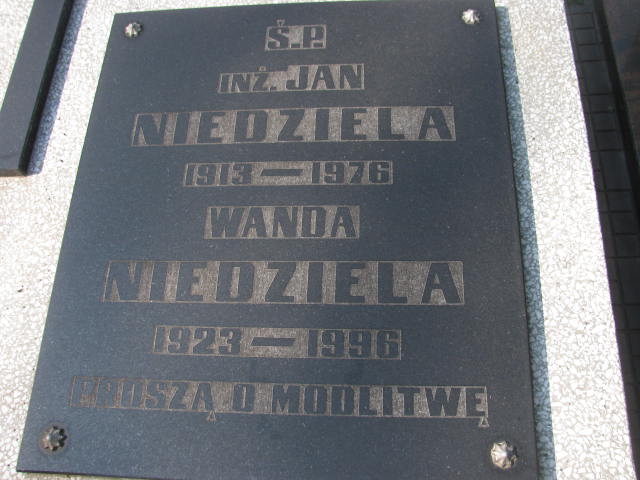 Ś.P.
INŻ. JAN
NIEDZIELA
1913 — 1976
WANDA
NIEDZIELA
1923 — 1996
PROSZĄ O MODLITWĘ